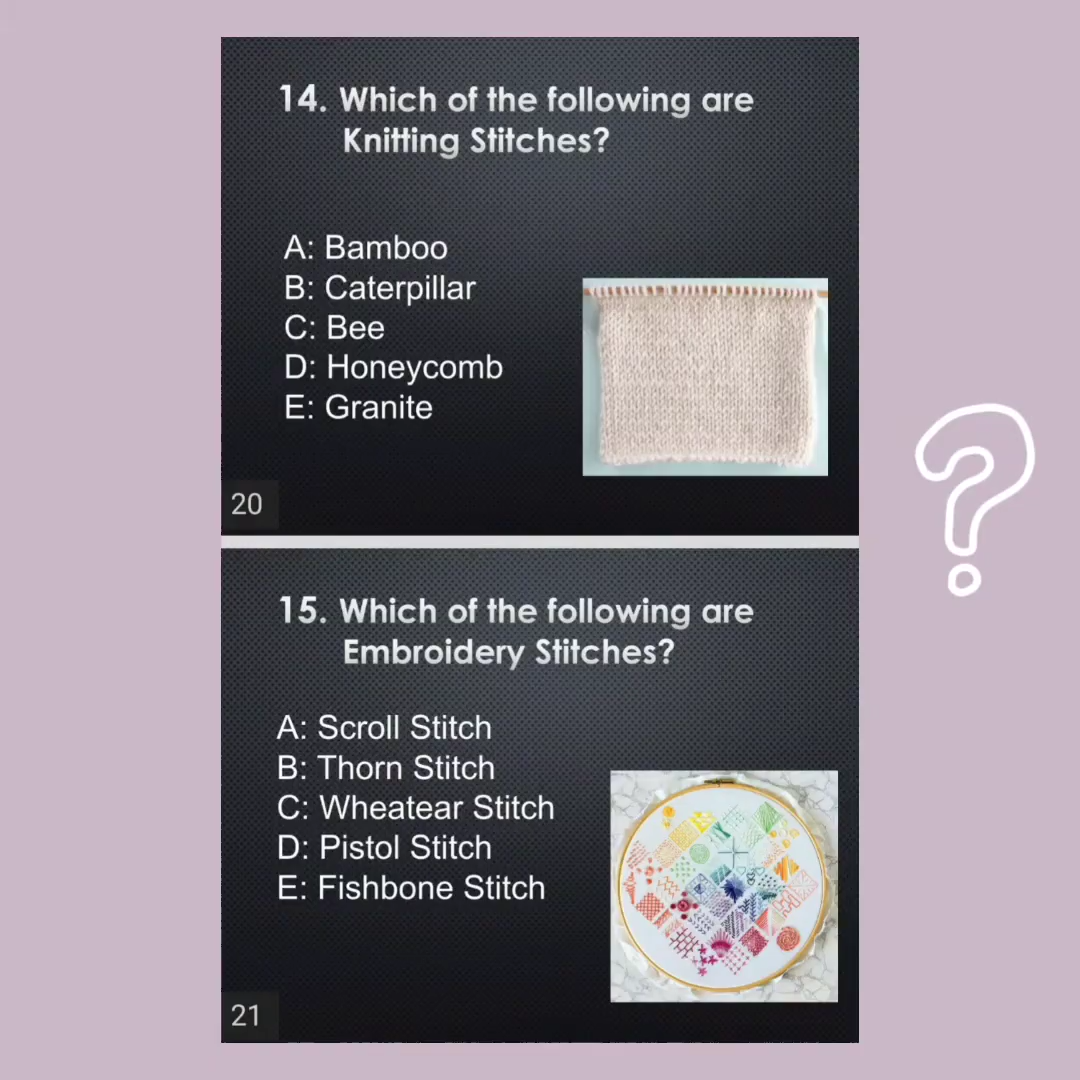 14. Which of the following are
Knitting Stitches?
A: Bamboo
B: Caterpillar
C: Bee
D: Honeycomb
E: Granite
20
15. Which of the following are
Embroidery Stitches?
A: Scroll Stitch
B: Thorn Stitch
C: Wheatear Stitch
D: Pistol Stitch
E: Fishbone Stitch
21
?